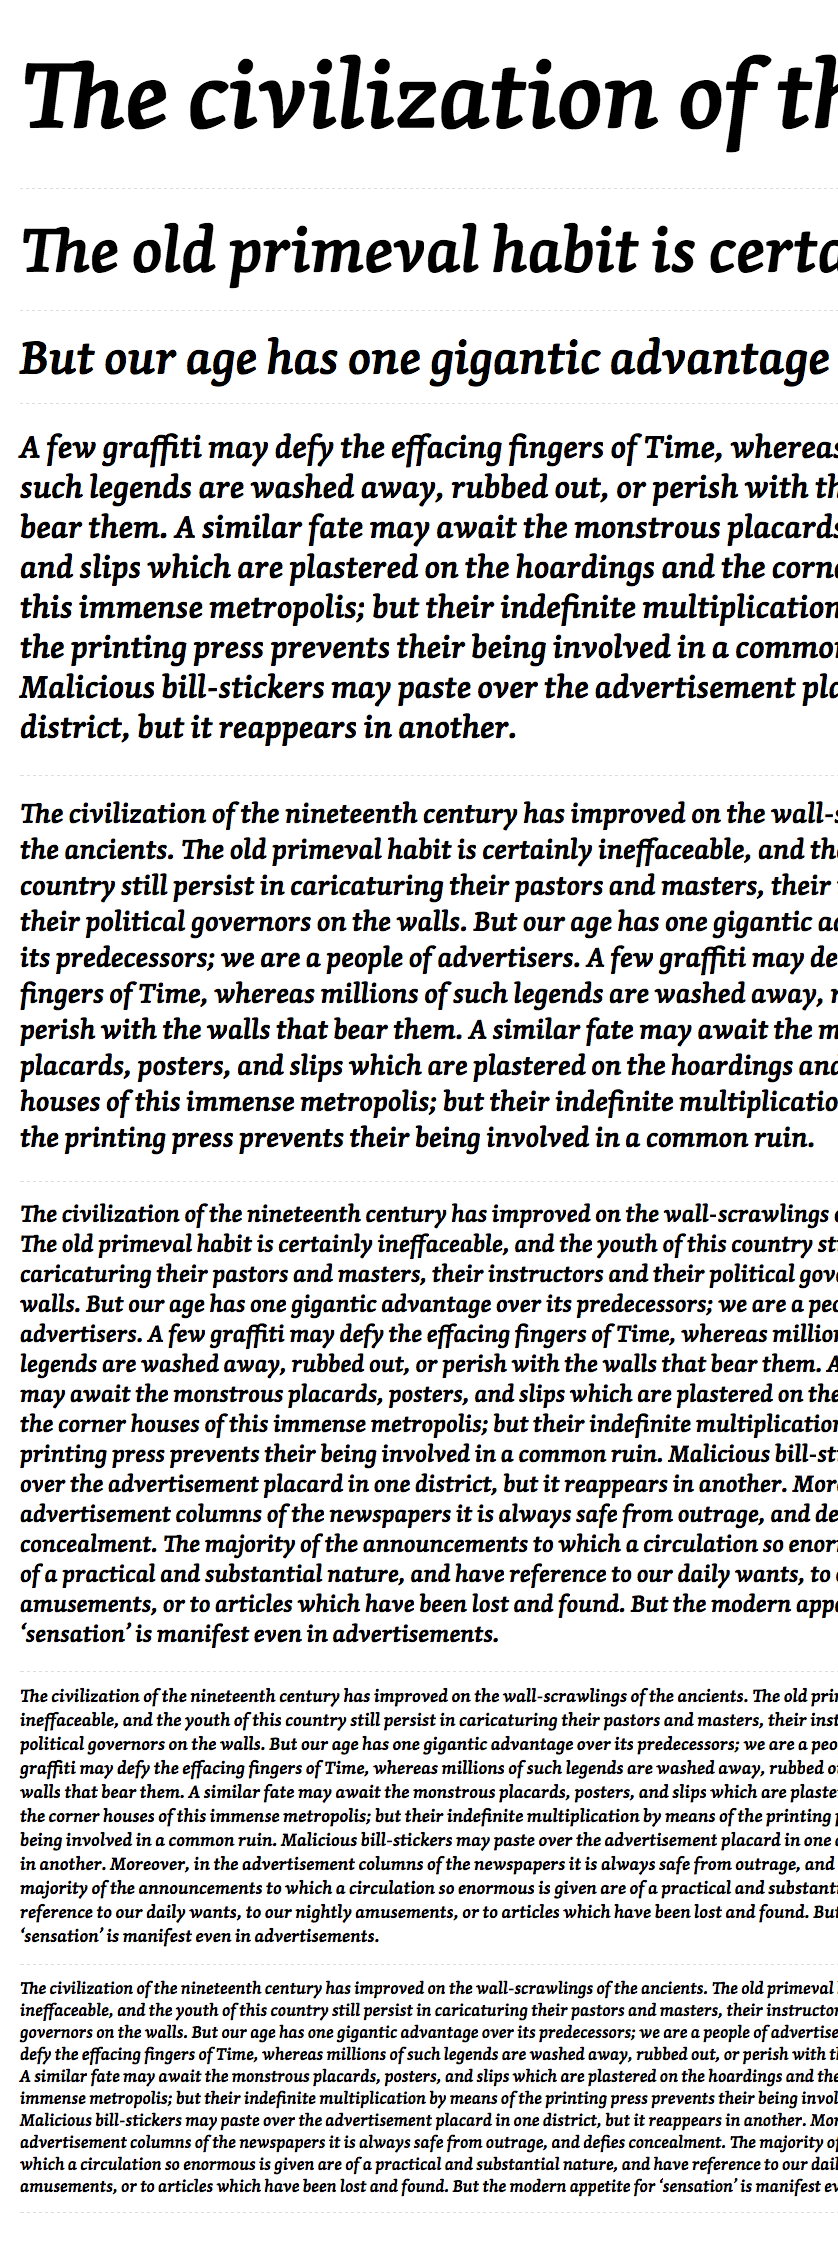 The civilization of th
The old primeval habit is certa
But our age has one gigantic advantage
A few graffiti may defy the effacing fingers of Time, whereas
such legends are washed away, rubbed out, or perish with th
bear them. A similar fate may await the monstrous placards
and slips which are plastered on the hoardings and the corne
this immense metropolis; but their indefinite multiplication
the printing press prevents their being involved in a common
Malicious bill-stickers may paste over the advertisement pla
district, but it reappears in another.
The civilization of the nineteenth century has improved on the wall-s
the ancients. The old primeval habit is certainly ineffaceable, and the
country still persist in caricaturing their pastors and masters, their
their political governors on the walls. But our age has one gigantic ad
its predecessors; we are a people of advertisers. A few graffiti may de
fingers of Time, whereas millions of such legends are washed away, r
perish with the walls that bear them. A similar fate may await the m
placards, posters, and slips which are plastered on the hoardings and
houses of this immense metropolis; but their indefinite multiplicatio
the printing press prevents their being involved in a common ruin.
The civilization of the nineteenth century has improved on the wall-scrawlings o
The old primeval habit is certainly ineffaceable, and the youth of this country sti
caricaturing their pastors and masters, their instructors and their political gove
walls. But our age has one gigantic advantage over its predecessors; we are a peo
advertisers. A few graffiti may defy the effacing fingers of Time, whereas million
legends are washed away, rubbed out, or perish with the walls that bear them. A
may await the monstrous placards, posters, and slips which are plastered on the
the corner houses of this immense metropolis; but their indefinite multiplication
printing press prevents their being involved in a common ruin. Malicious bill-sti
over the advertisement placard in one district, but it reappears in another. More
advertisement columns of the newspapers it is always safe from outrage, and de
concealment. The majority of the announcements to which a circulation so enorm
of a practical and substantial nature, and have reference to our daily wants, to o
amusements, or to articles which have been lost and found. But the modern appe
‘sensation’ is manifest even in advertisements.
The civilization of the nineteenth century has improved on the wall-scrawlings of the ancients. The old prim
ineffaceable, and the youth of this country still persist in caricaturing their pastors and masters, their inst
political governors on the walls. But our age has one gigantic advantage over its predecessors; we are a peo
graffiti may defy the effacing fingers of Time, whereas millions of such legends are washed away, rubbed o
walls that bear them. A similar fate may await the monstrous placards, posters, and slips which are plaste
the corner houses of this immense metropolis; but their indefinite multiplication by means of the printing p
being involved in a common ruin. Malicious bill-stickers may paste over the advertisement placard in one d
in another. Moreover, in the advertisement columns of the newspapers it is always safe from outrage, and
majority of the announcements to which a circulation so enormous is given are of a practical and substanti
reference to our daily wants, to our nightly amusements, or to articles which have been lost and found. But
‘sensation’ is manifest even in advertisements.
The civilization of the nineteenth century has improved on the wall-scrawlings of the ancients. The old primeval
ineffaceable, and the youth of this country still persist in caricaturing their pastors and masters, their instructor
governors on the walls. But our age has one gigantic advantage over its predecessors; we are a people of advertise
defy the effacing fingers of Time, whereas millions of such legends are washed away, rubbed out, or perish with th
A similar fate may await the monstrous placards, posters, and slips which are plastered on the hoardings and the
immense metropolis; but their indefinite multiplication by means of the printing press prevents their being invol
Malicious bill-stickers may paste over the advertisement placard in one district, but it reappears in another. Mor
advertisement columns of the newspapers it is always safe from outrage, and defies concealment. The majority of
which a circulation so enormous is given are of a practical and substantial nature, and have reference to our dail
amusements, or to articles which have been lost and found. But the modern appetite for ‘sensation’ is manifest ev